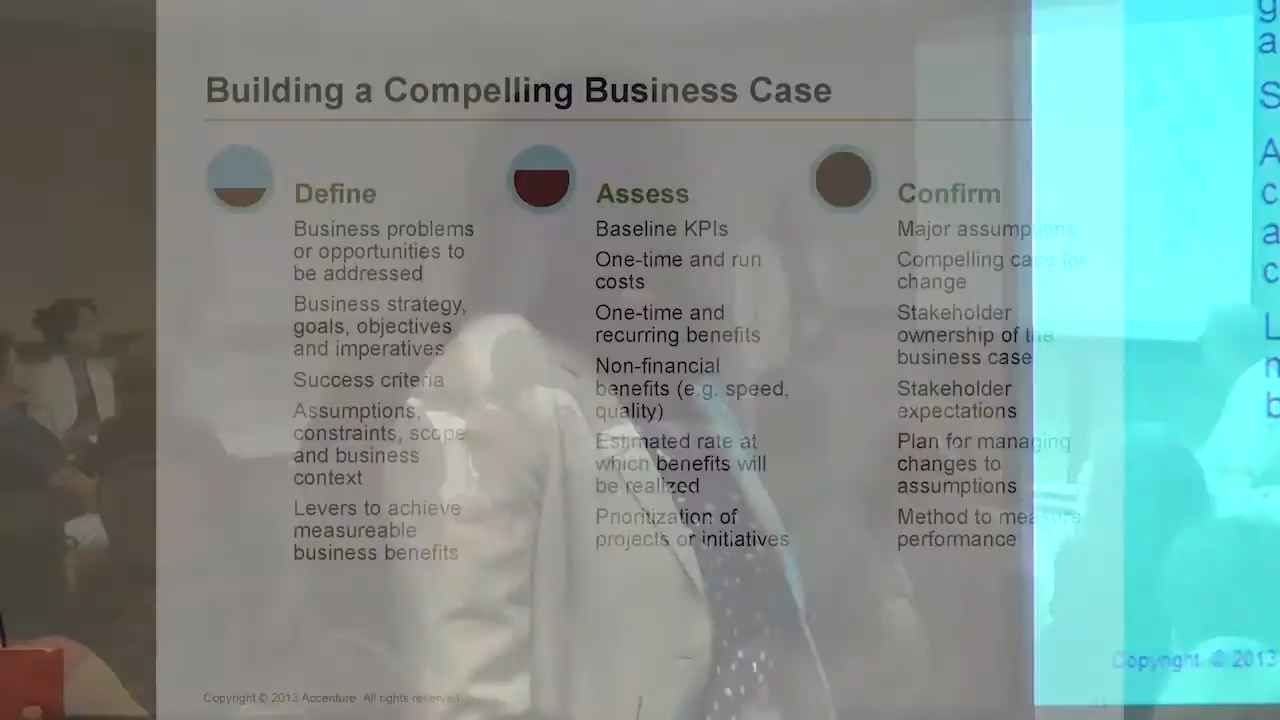 Building a Compelling Business Case
Define
Business problems
or opportunities to
be addressed
Business strategy,
goals, objectives
and imperatives
Success criteria
Assumptions,
constraints, scope
and business
context
Levers to achieve
measureable
business benefits
Assess
Baseline KPIs
One-time and run
costs
One-time and
recurring benefits
Non-financial
benefits (e.g. speed,
quality)
Estimated rate at
which benefits will
be realized
Prioritization of
projects or initiatives
Confirm
Major assumptions
Compelling case for
change
Stakeholder
ownership of the
business case
Stakeholder
expectations
Plan for managing
changes to
assumptions
Method to measure
performance
Copyright © 2013 Accenture All rights reserved
g
a
S
A
c
a
c
L
n
b
Copyright © 2013